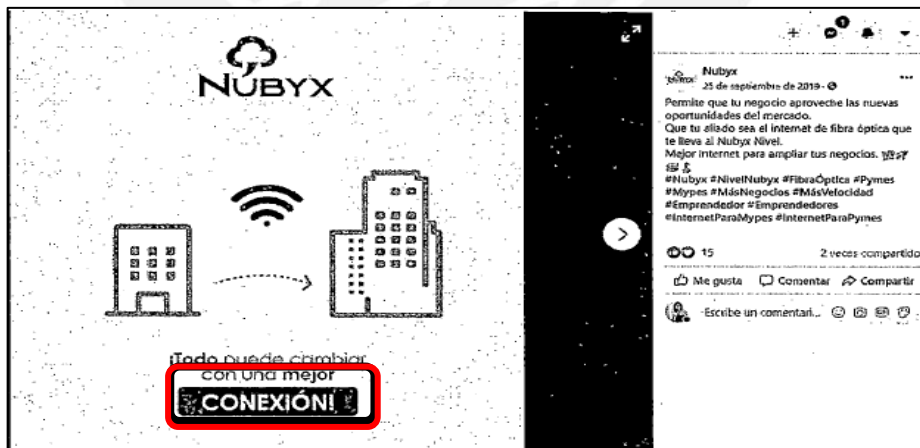 NUBYX
¡Todo puede cambiar
con una mejor
CONEXIÓN!
Nubyx
25 de septiembre de 2019
Permite que tu negocio aproveche las nuevas
oportunidades del mercado.
Que tu aliado sea el internet de fibra óptica que
te lleva al Nubyx Nivel.
Mejor internet para ampliar tus negocios.
#Nubyx #NivelNubyx #FibraÓptica #Pymes
#Mypes #MásNegocios #MásVelocidad
#Emprendedor #Emprendedores
#InternetParaMypes #InternetParaPymes
15 2 veces compartido
Me gusta Comentar Compartir
Escribe un comentari...